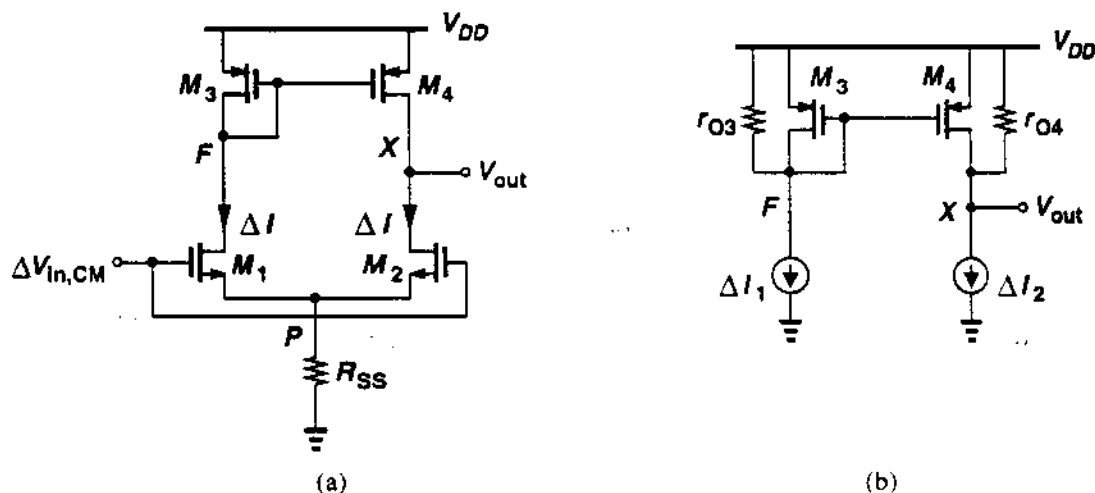 V_DD
M_3
M_4
F
X
V_out
ΔI
ΔI
ΔV_in,CM
M_1
M_2
P
R_SS
(a)
V_DD
M_3
M_4
r_O3
r_O4
F
X
V_out
ΔI_1
ΔI_2
(b)